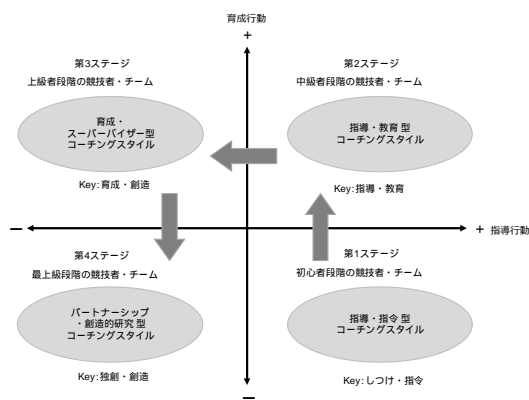 育成行動
+
第3ステージ
上級者段階の競技者・チーム
育成・
スーパーバイザー型
コーチングスタイル
Key:育成・創造
第2ステージ
中級者段階の競技者・チーム
指導・教育型
コーチングスタイル
Key:指導・教育
−
+ 指導行動
第4ステージ
最上級段階の競技者・チーム
パートナーシップ
・創造的研究型
コーチングスタイル
Key:独創・創造
第1ステージ
初心者段階の競技者・チーム
指導・指令型
コーチングスタイル
Key:しつけ・指令
−